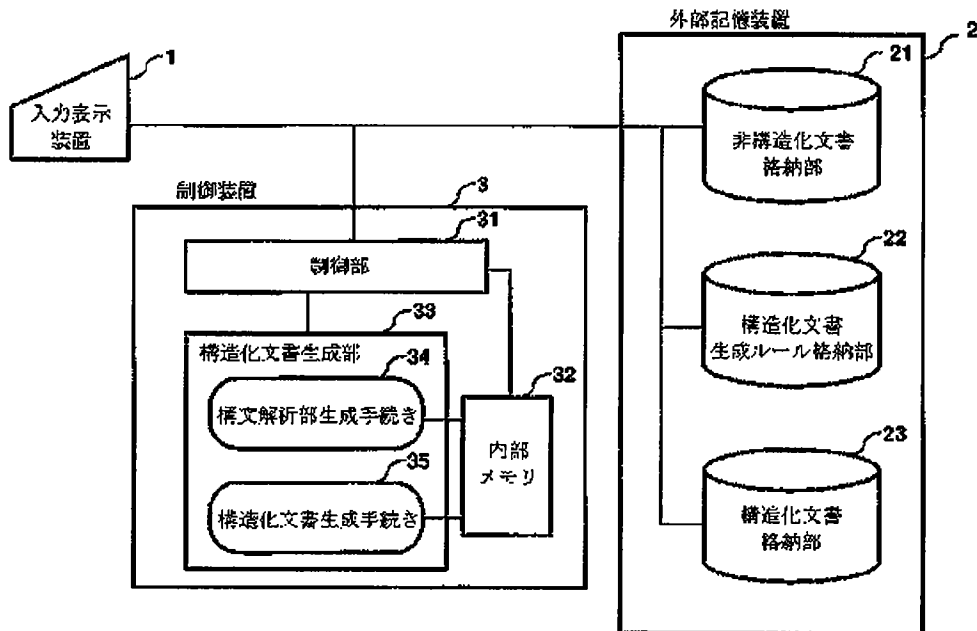 外部記憶装置
2
1
入力表示
装置
21
非構造化文書
格納部
制御装置
3
31
制御部
22
構造化文書
生成ルール格納部
33
構造化文書生成部
34
構文解析部生成手続き
32
内部
メモリ
35
構造化文書生成手続き
23
構造化文書
格納部